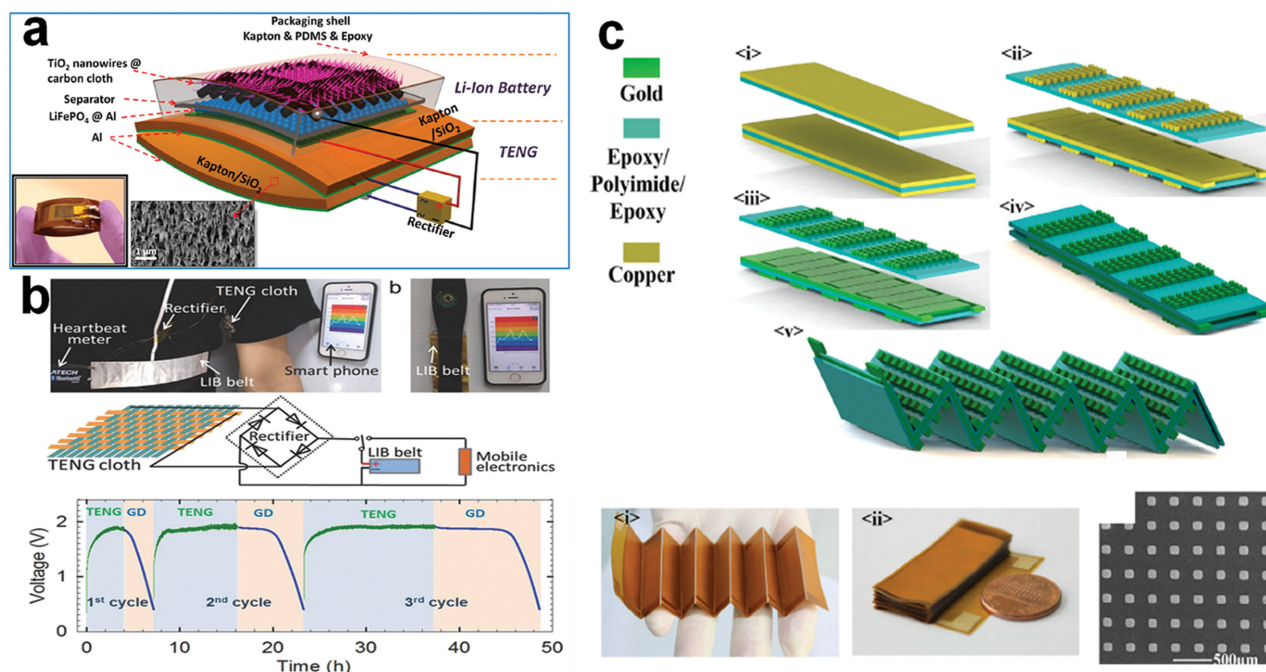 a
Packaging shell
Kapton & PDMS & Epoxy
TiO₂ nanowires @
carbon cloth
Separator
LiFePO₄ @ Al
Al
Li-Ion Battery
Kapton
/SiO₂
TENG
Kapton/SiO₂
Rectifier
1 μm
b
Rectifier
TENG cloth
Heartbeat
meter
ATECH
Bluetooth
LIB belt
Smart phone
b
LIB
belt
TENG cloth
Rectifier
LIB belt
Mobile
electronics
TENG GD TENG GD TENG GD
2
1
0
Voltage (V)
1st cycle 2nd cycle 3rd cycle
0 10 20 30 40 50
Time (h)
c
Gold
Epoxy/
Polyimide/
Epoxy
Copper
<i>
<ii>
<iii>
<iv>
<v>
<i>
<ii>
500μm